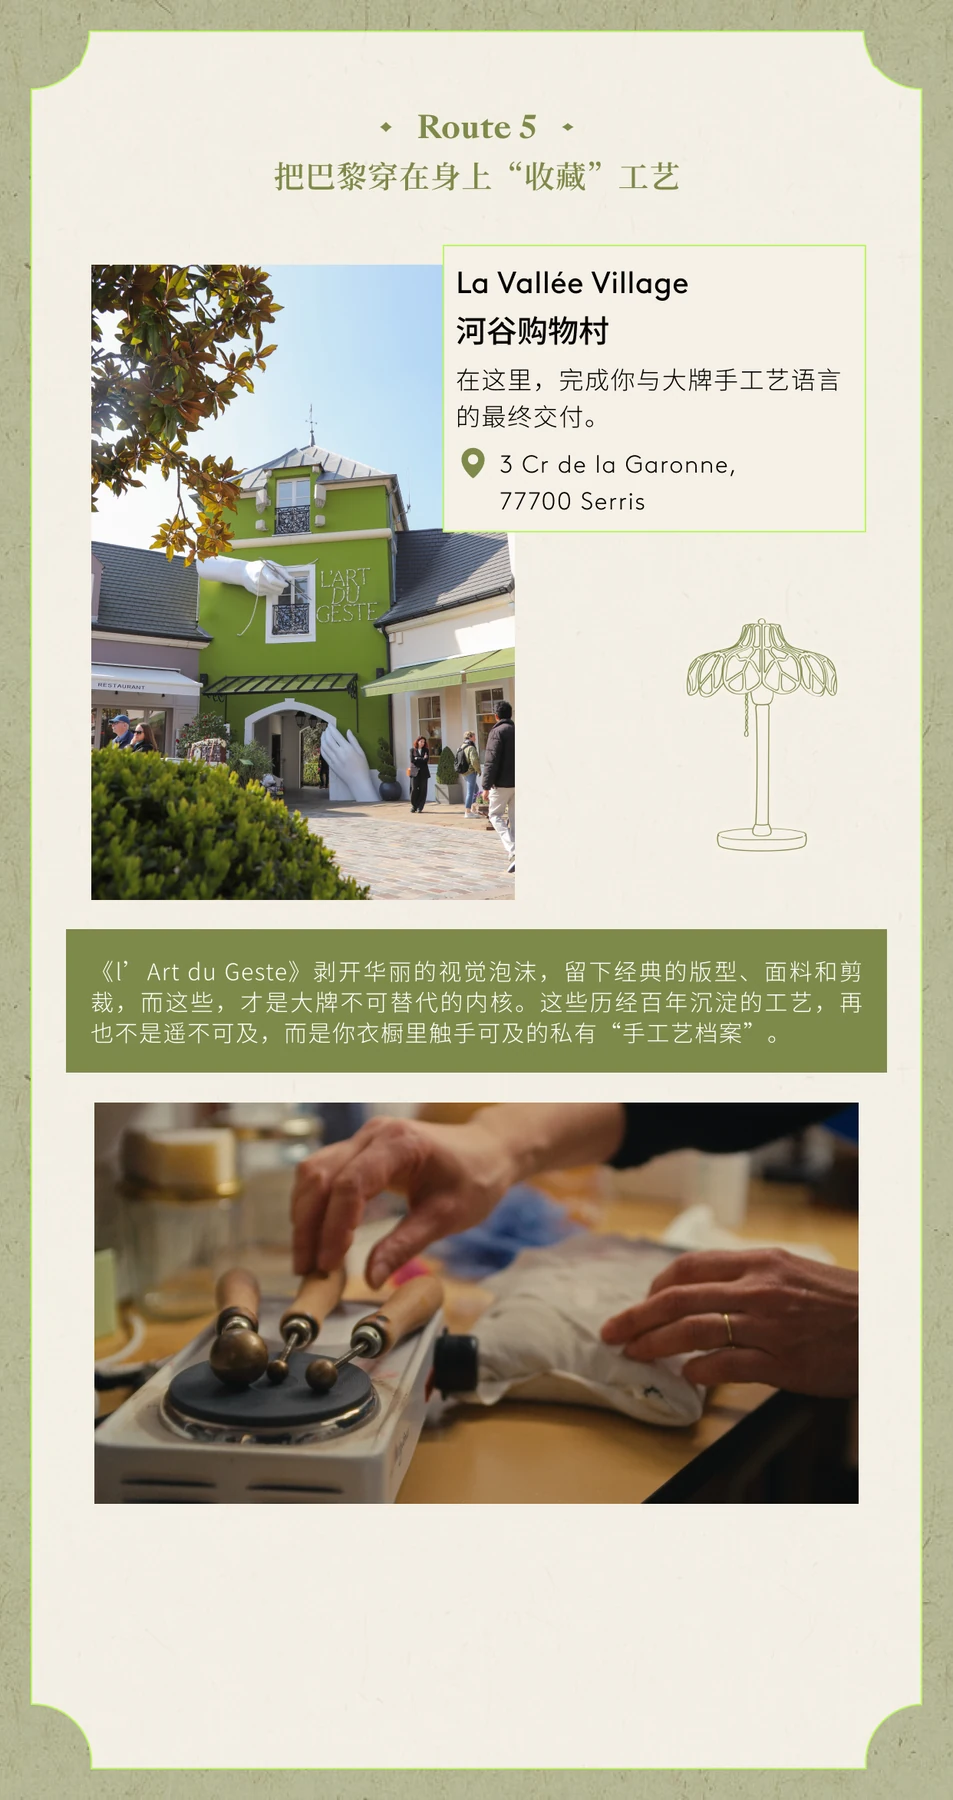 Route 5
把巴黎穿在身上“收藏”工艺
La Vallée Village
河谷购物村
在这里，完成你与大牌手工艺语言
的最终交付。
3 Cr de la Garonne,
77700 Serris
L'ART
DU
GESTE
RESTAURANT
《l’Art du Geste》剥开华丽的视觉泡沫，留下经典的版型、面料和剪
裁，而这些，才是大牌不可替代的内核。这些历经百年沉淀的工艺，再
也不是遥不可及，而是你衣橱里触手可及的私有“手工艺档案”。